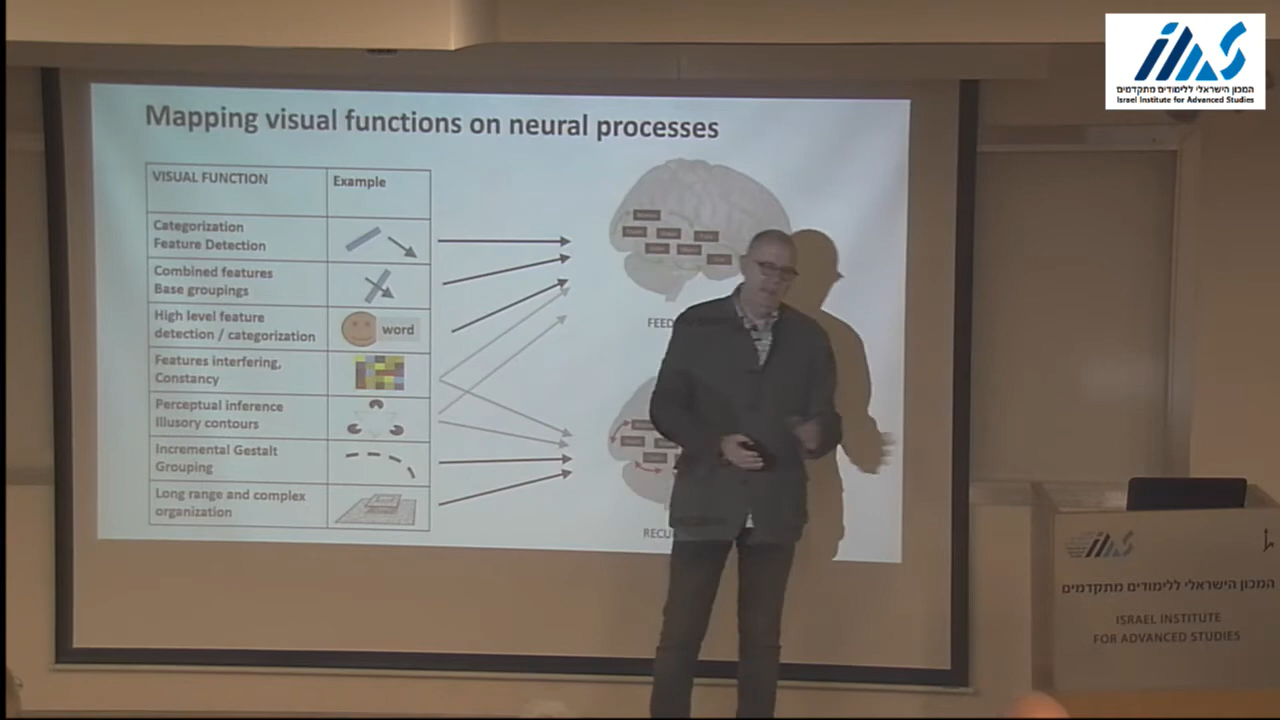 המכון הישראלי ללימודים מתקדמים
Israel Institute for Advanced Studies
Mapping visual functions on neural processes
VISUAL FUNCTION
Example
Categorization
Feature Detection
Combined features
Base groupings
High level feature
detection / categorization
word
Features interfering,
Constancy
Perceptual inference
Illusory contours
Incremental Gestalt
Grouping
Long range and complex
organization
המכון הישראלי ללימודים מתקדמים
ISRAEL INSTITUTE
FOR ADVANCED STUDIES